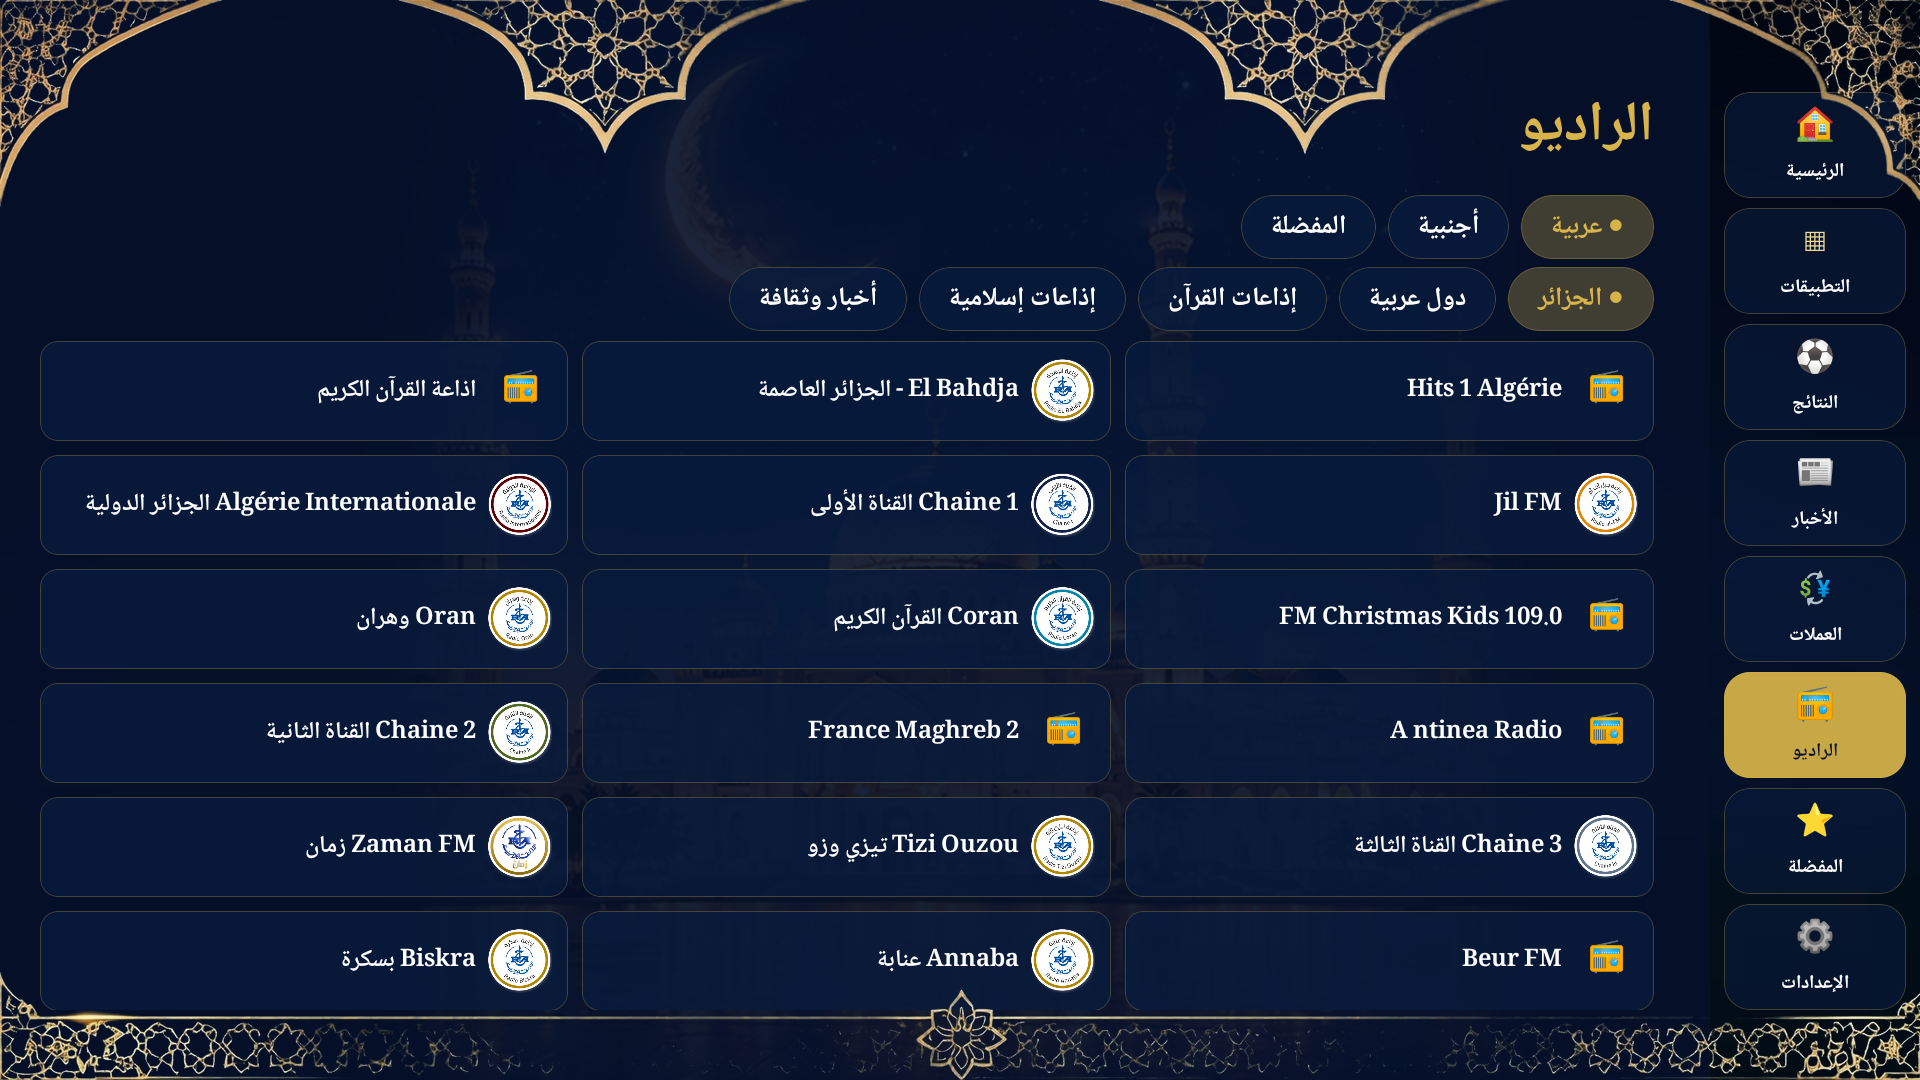 الراديو
عربية
أجنبية
المفضلة
الجزائر
دول عربية
إذاعات القرآن
إذاعات إسلامية
أخبار وثقافة
Hits 1 Algérie
El Bahdja - الجزائر العاصمة
اذاعة القرآن الكريم
Jil FM
Chaine 1 القناة الأولى
Algérie Internationale الجزائر الدولية
FM Christmas Kids 109.0
Coran القرآن الكريم
Oran وهران
A ntinea Radio
France Maghreb 2
Chaine 2 القناة الثانية
Chaine 3 القناة الثالثة
Tizi Ouzou تيزي وزو
Zaman FM زمان
Beur FM
Annaba عنابة
Biskra بسكرة
الرئيسية
التطبيقات
النتائج
الأخبار
العملات
الراديو
المفضلة
الإعدادات